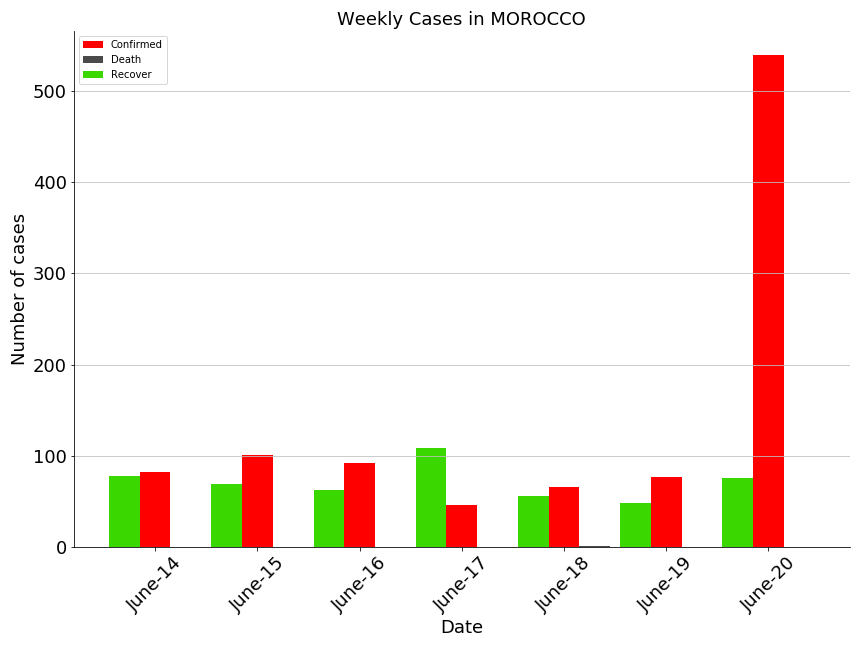 Weekly Cases in MOROCCO
Confirmed
Death
Recover
500
400
300
200
100
0
Number of cases
June-14
June-15
June-16
June-17
June-18
June-19
June-20
Date